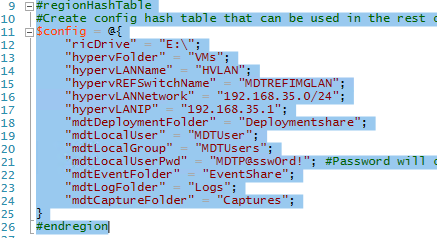 9 #regionHashTable
10 #Create config hash table that can be used in the rest
11 $config = @{
12 "ricDrive" = "E:\";
13 "hypervFolder" = "VMs";
14 "hypervLANName" = "HVLAN";
15 "hypervREFSwitchName" = "MDTREFIMGLAN";
16 "hypervLANNetwork" = "192.168.35.0/24";
17 "hypervLANIP" = "192.168.35.1";
18 "mdtDeploymentFolder" = "Deploymentshare";
19 "mdtLocalUser" = "MDTUser";
20 "mdtLocalGroup" = "MDTUsers";
21 "mdtLocalUserPwd" = "MDTP@ssw0rd!"; #Password will
22 "mdtEventFolder" = "EventShare";
23 "mdtLogFolder" = "Logs";
24 "mdtCaptureFolder" = "Captures";
25 }
26 #endregion